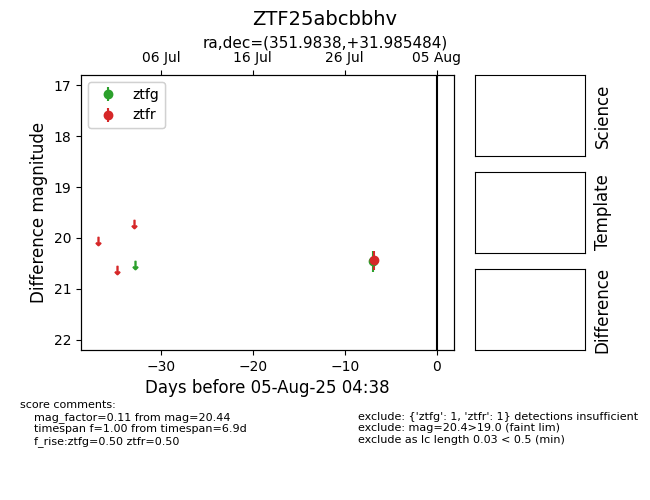 ZTF25abcbbhv
ra,dec=(351.9838,+31.985484)
06 Jul 16 Jul 26 Jul 05 Aug
ztfg
ztfr
17
18
19
20
21
22
Difference magnitude
−30 −20 −10 0
Days before 05-Aug-25 04:38
Science
Template
Difference
score comments:
mag_factor=0.11 from mag=20.44
timespan f=1.00 from timespan=6.9d
f_rise:ztfg=0.50 ztfr=0.50
exclude: {'ztfg': 1, 'ztfr': 1} detections insufficient
exclude: mag=20.4>19.0 (faint lim)
exclude as lc length 0.03 < 0.5 (min)